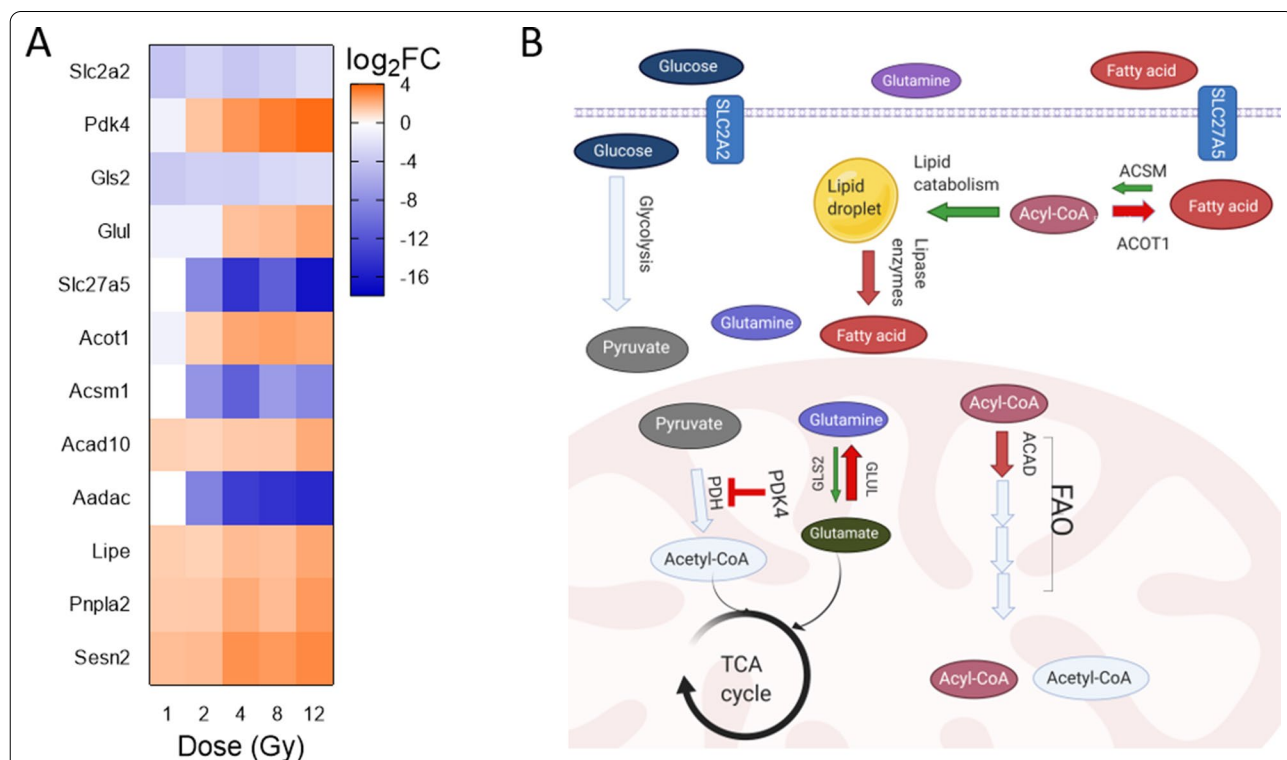 A
log2FC
4
0
-4
-8
-12
-16
Slc2a2
Pdk4
Gls2
Glul
Slc27a5
Acot1
Acsm1
Acad10
Aadac
Lipe
Pnpla2
Sesn2
1 2 4 8 12
Dose (Gy)
B
Glucose
Glutamine
Fatty acid
SLC2A2
SLC27A5
Glucose
Glycolysis
Pyruvate
Lipid
droplet
Lipid
catabolism
Acyl-CoA
ACSM
ACOT1
Fatty acid
Lipase
enzymes
Glutamine
Fatty acid
Pyruvate
PDH
PDK4
Acetyl-CoA
Glutamine
GLS2
GLUL
Glutamate
TCA
cycle
Acyl-CoA
ACAD
FAO
Acyl-CoA
Acetyl-CoA